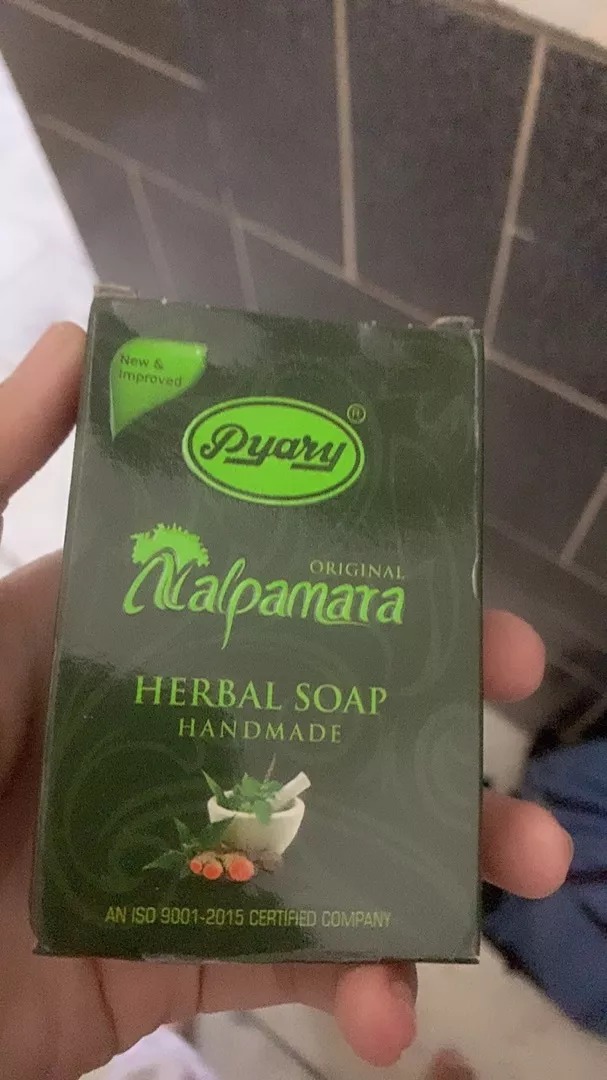 New &
Improved
Pyary ®
ORIGINAL
Nalpamara
HERBAL SOAP
HANDMADE
AN ISO 9001-2015 CERTIFIED COMPANY